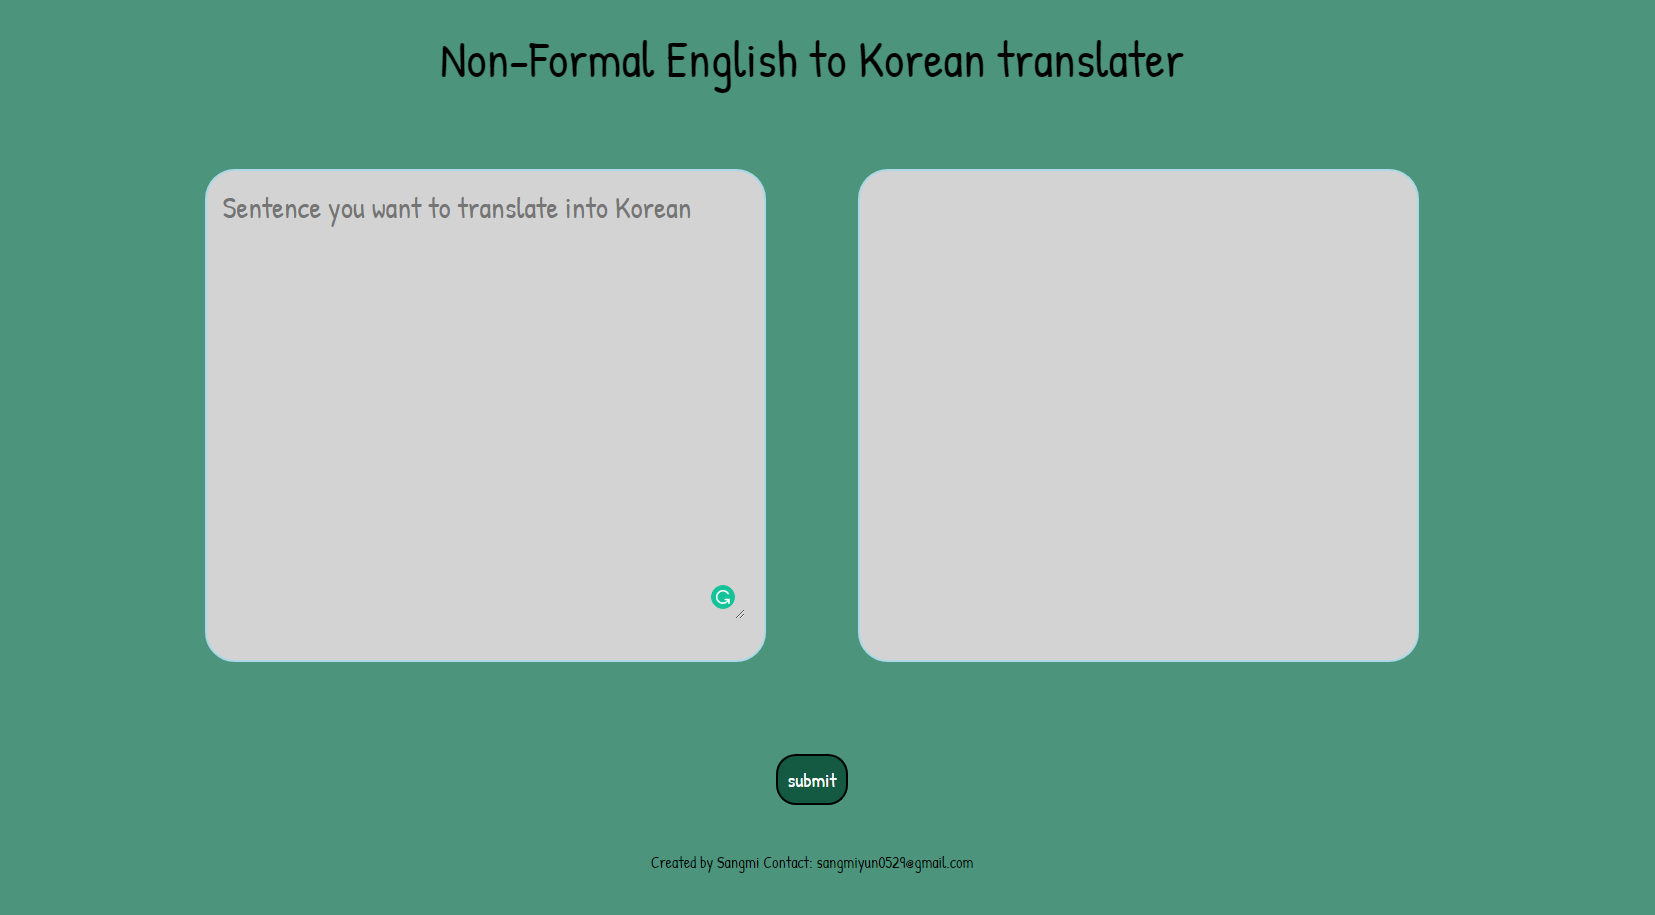 Non-Formal English to Korean translater
Sentence you want to translate into Korean
submit
Created by Sangmi Contact: sangmiyun0529@gmail.com